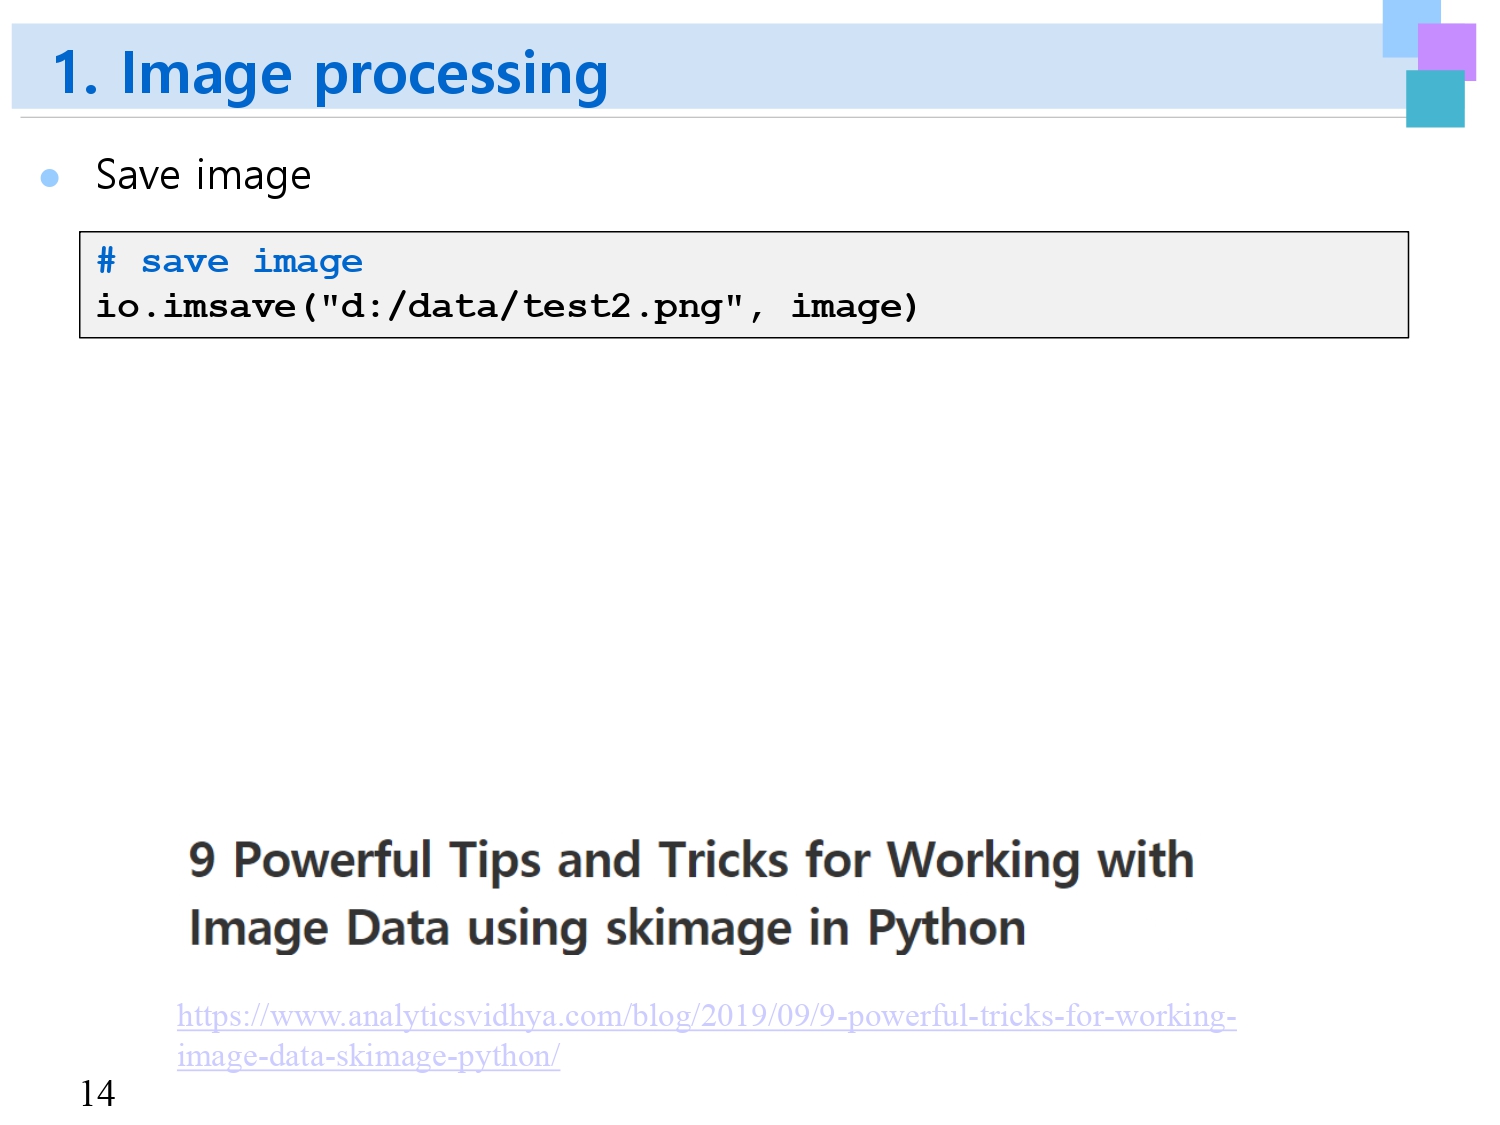 1. Image processing
Save image
# save image
io.imsave("d:/data/test2.png", image)
9 Powerful Tips and Tricks for Working with
Image Data using skimage in Python
https://www.analyticsvidhya.com/blog/2019/09/9-powerful-tricks-for-working-
image-data-skimage-python/
14